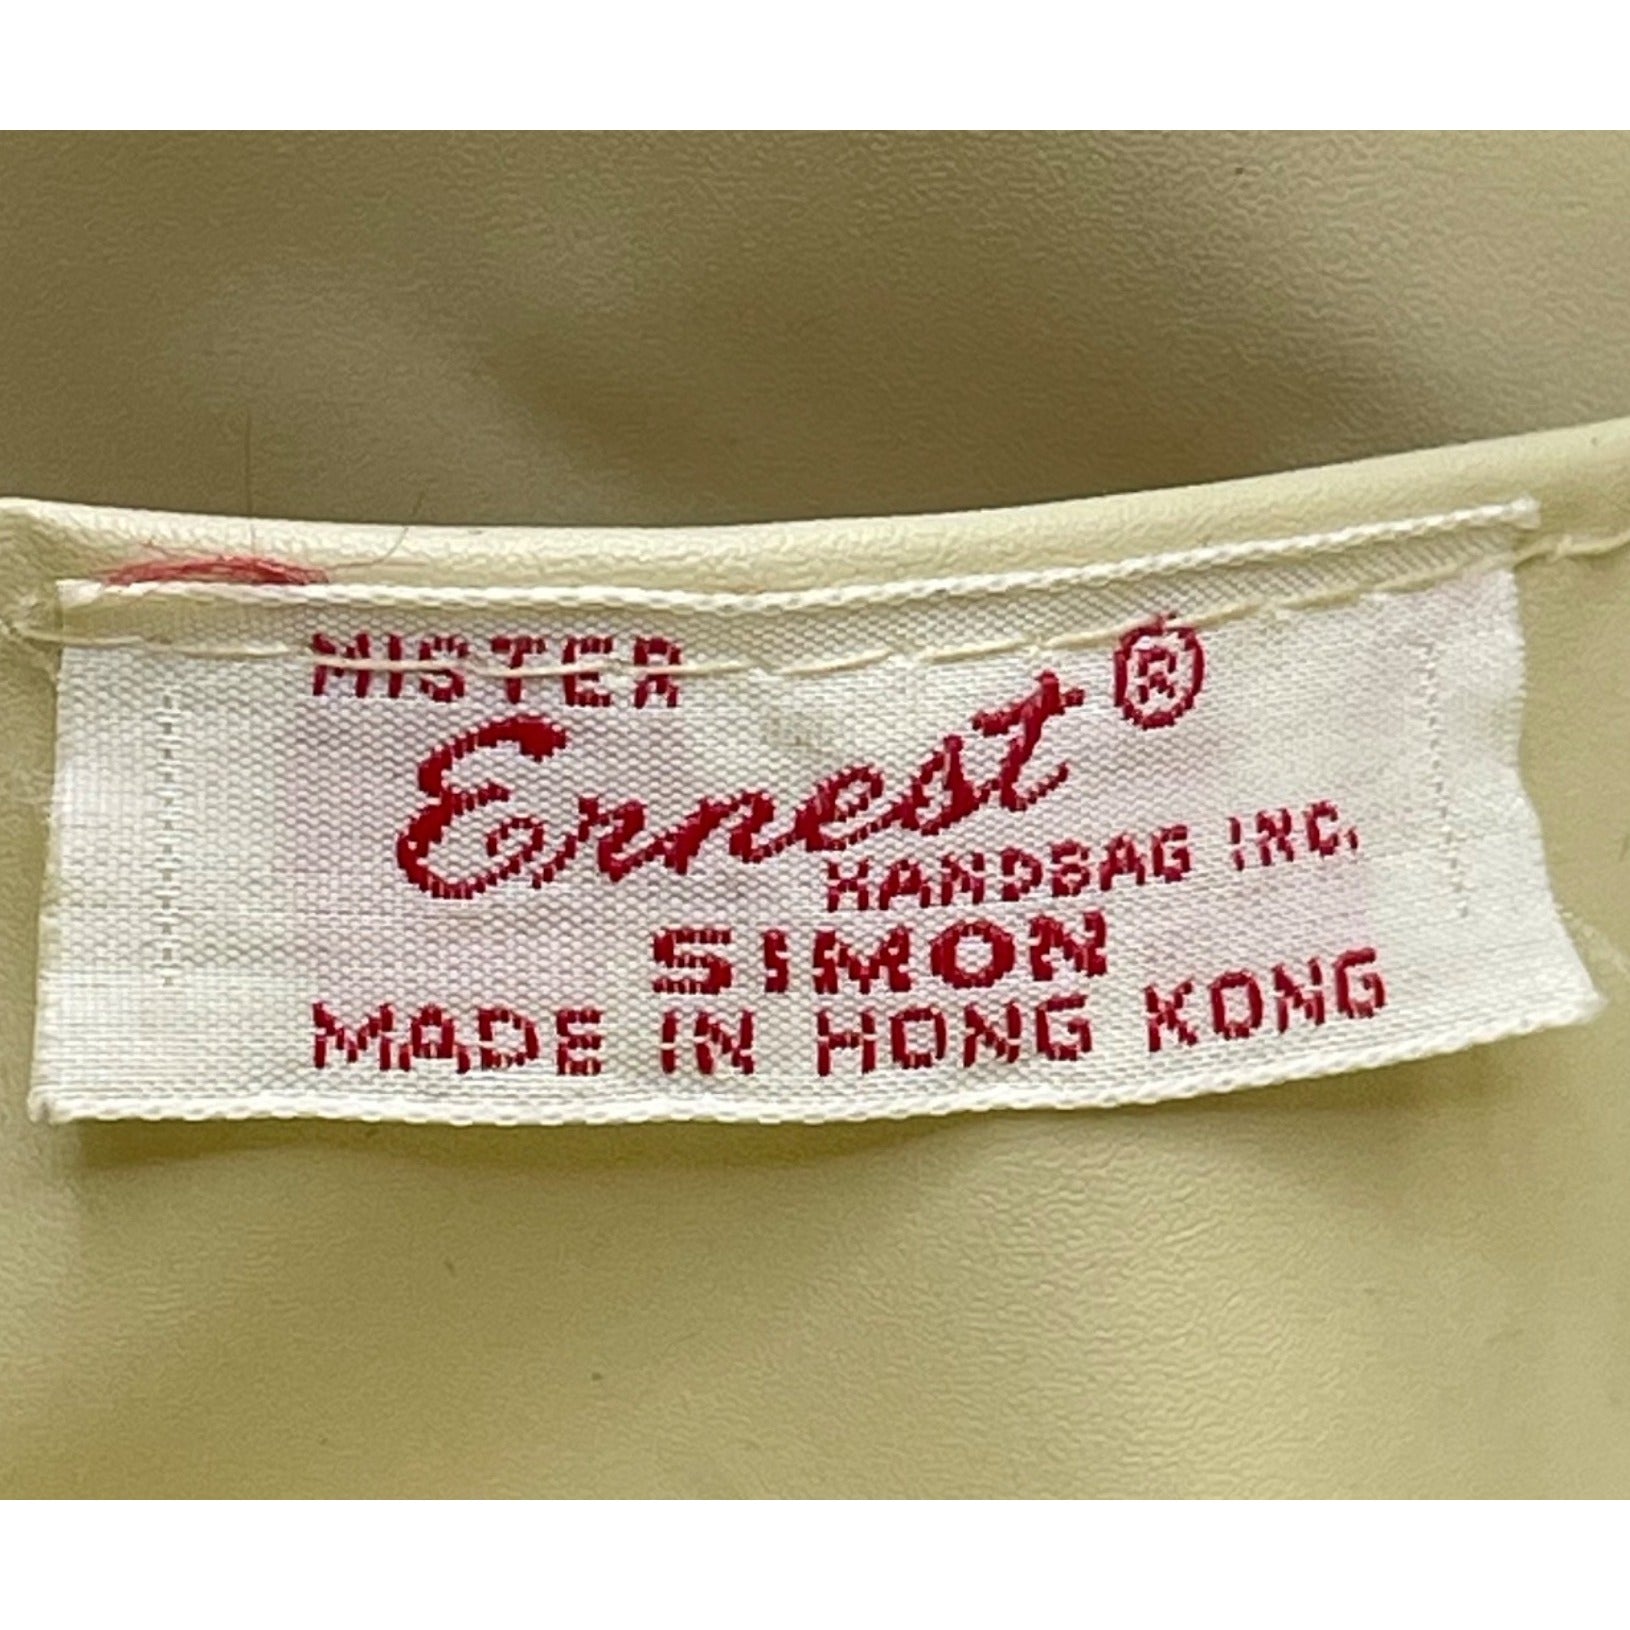 MISTER
Ernest®
HANDBAG INC.
SIMON
MADE IN HONG KONG